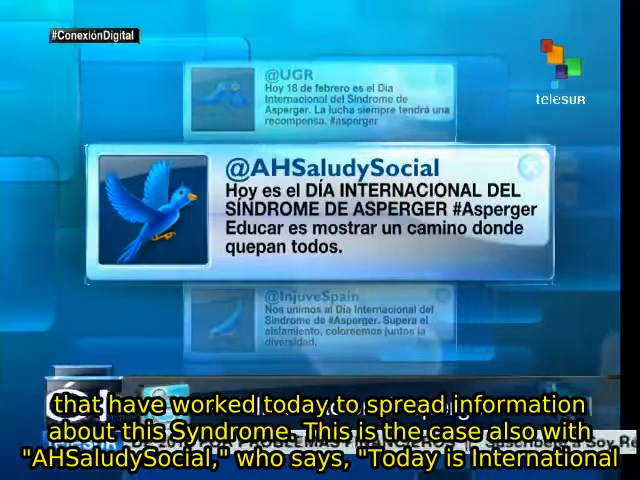 #ConexiónDigital
teleSUR
@UGR
Hoy 18 de febrero es el Día
Internacional del Síndrome de
Asperger. La lucha siempre tendrá una
recompensa. #asperger
@AHSaludySocial
Hoy es el DÍA INTERNACIONAL DEL
SÍNDROME DE ASPERGER #Asperger
Educar es mostrar un camino donde
quepan todos.
@InjuveSpain
Nos unimos al Día Internacional del
Síndrome de #Asperger. Supera el
aislamiento, coloreemos juntos la
diversidad.
that have worked today to spread information
about this Syndrome. This is the case also with
"AHSaludySocial," who says, "Today is International